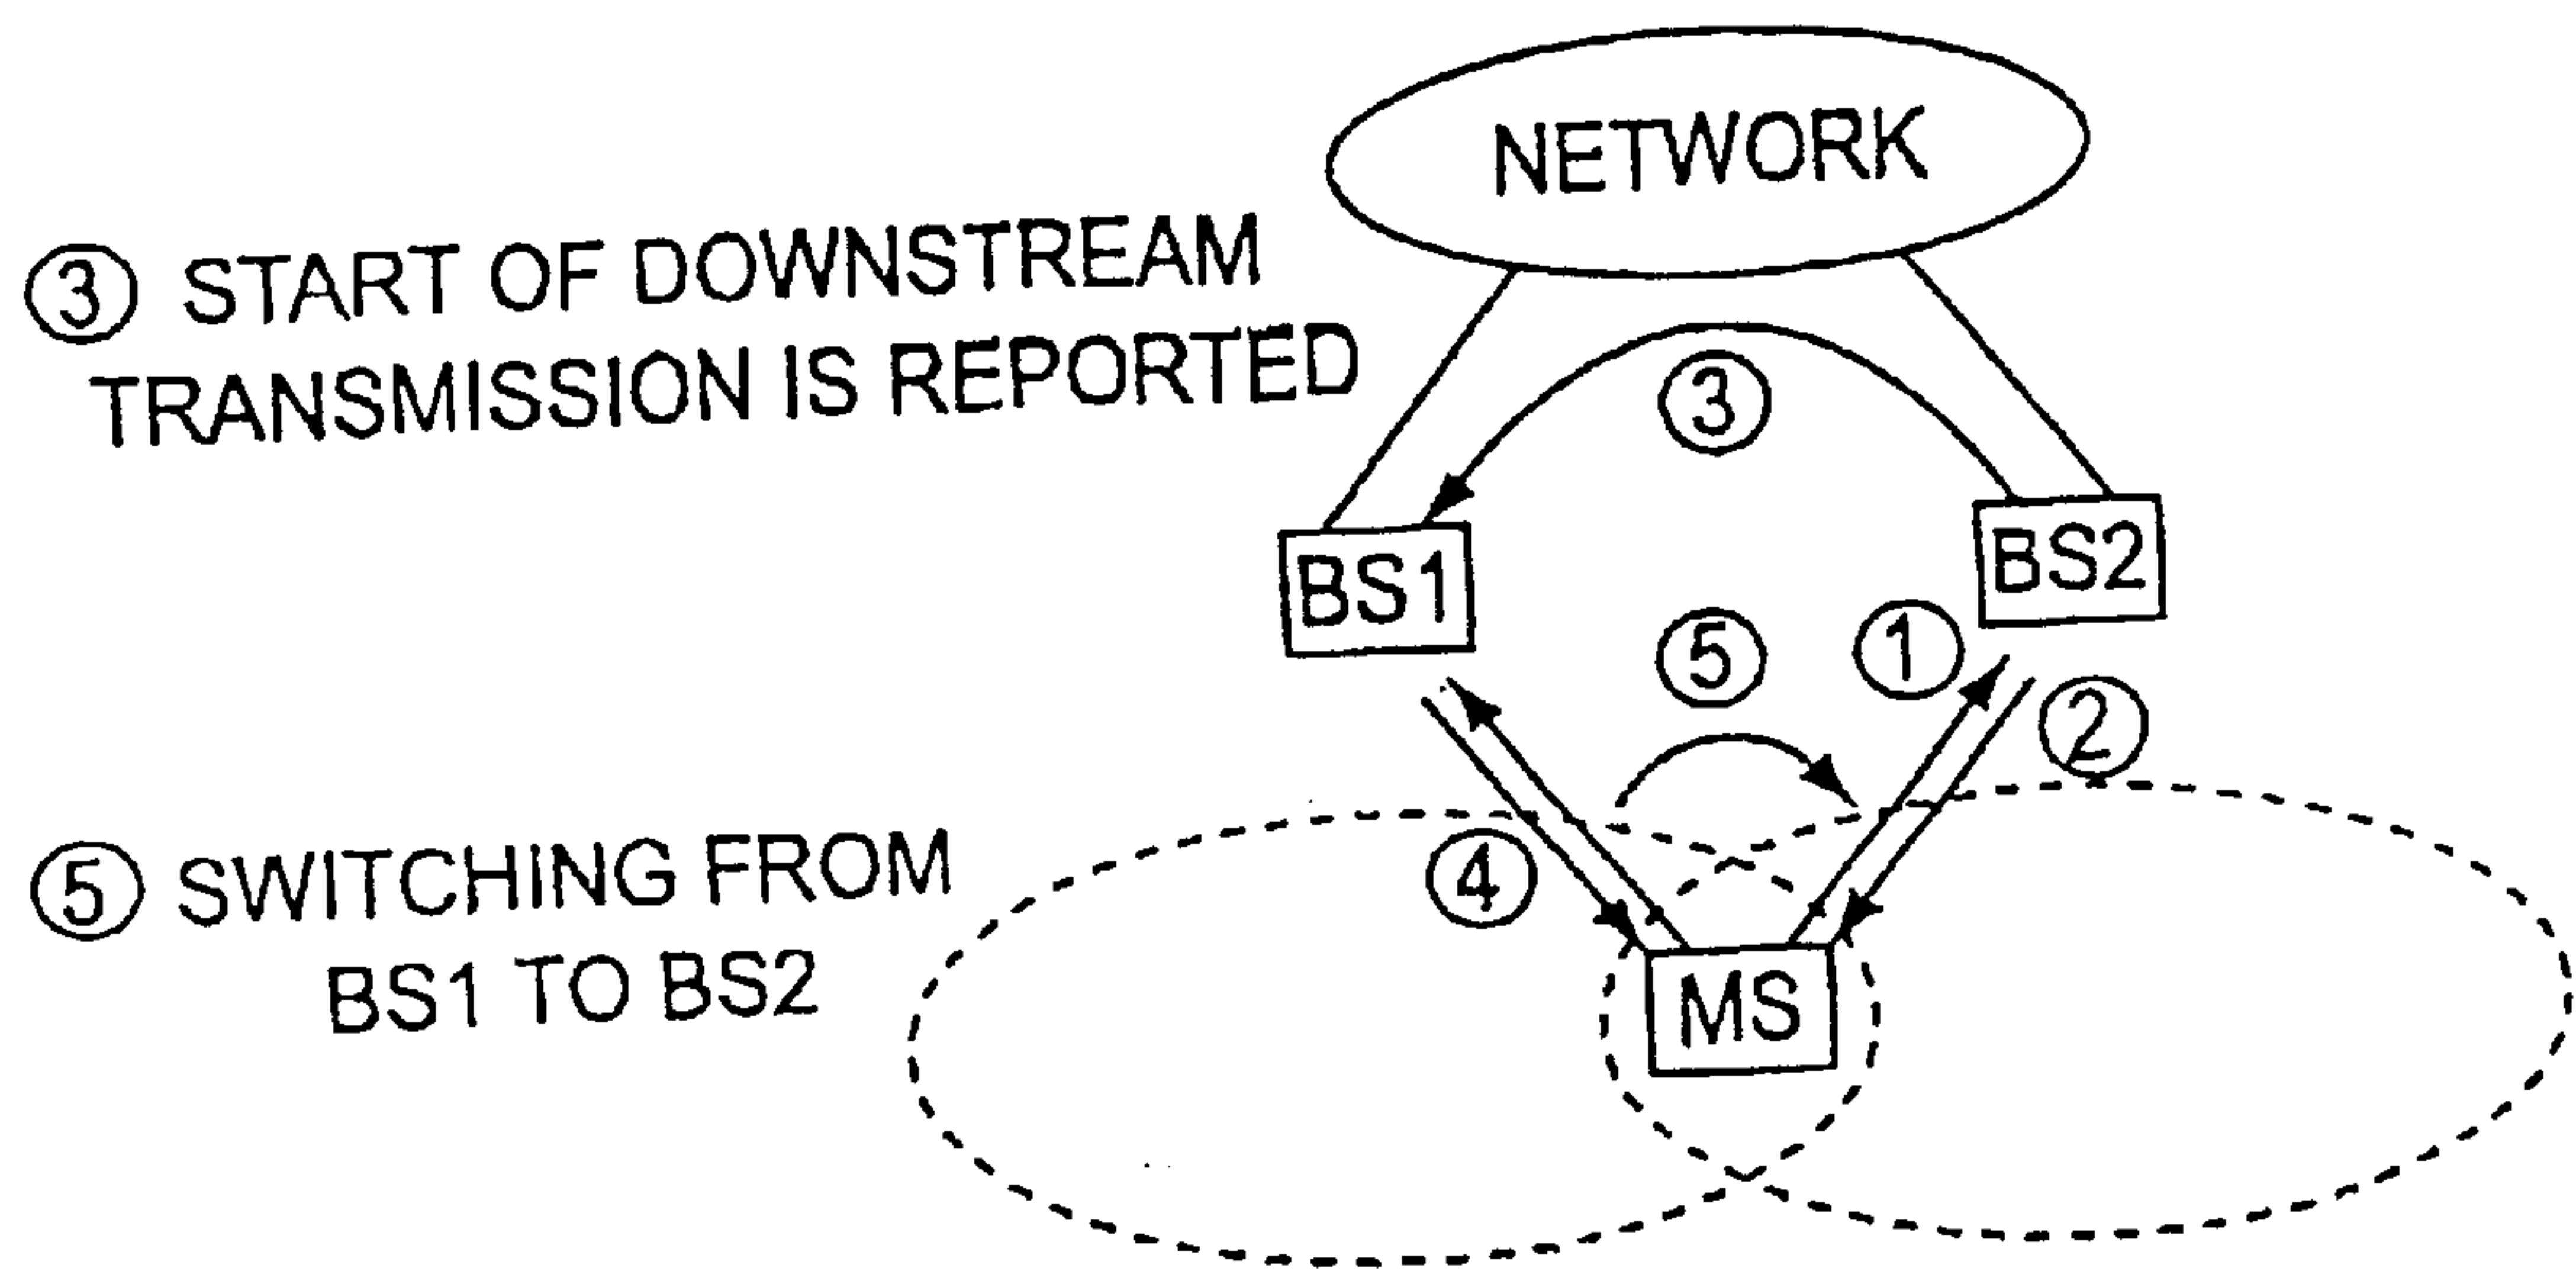 NETWORK
③ START OF DOWNSTREAM
TRANSMISSION IS REPORTED
③
BS1
BS2
⑤
①
②
④
⑤ SWITCHING FROM
BS1 TO BS2
MS